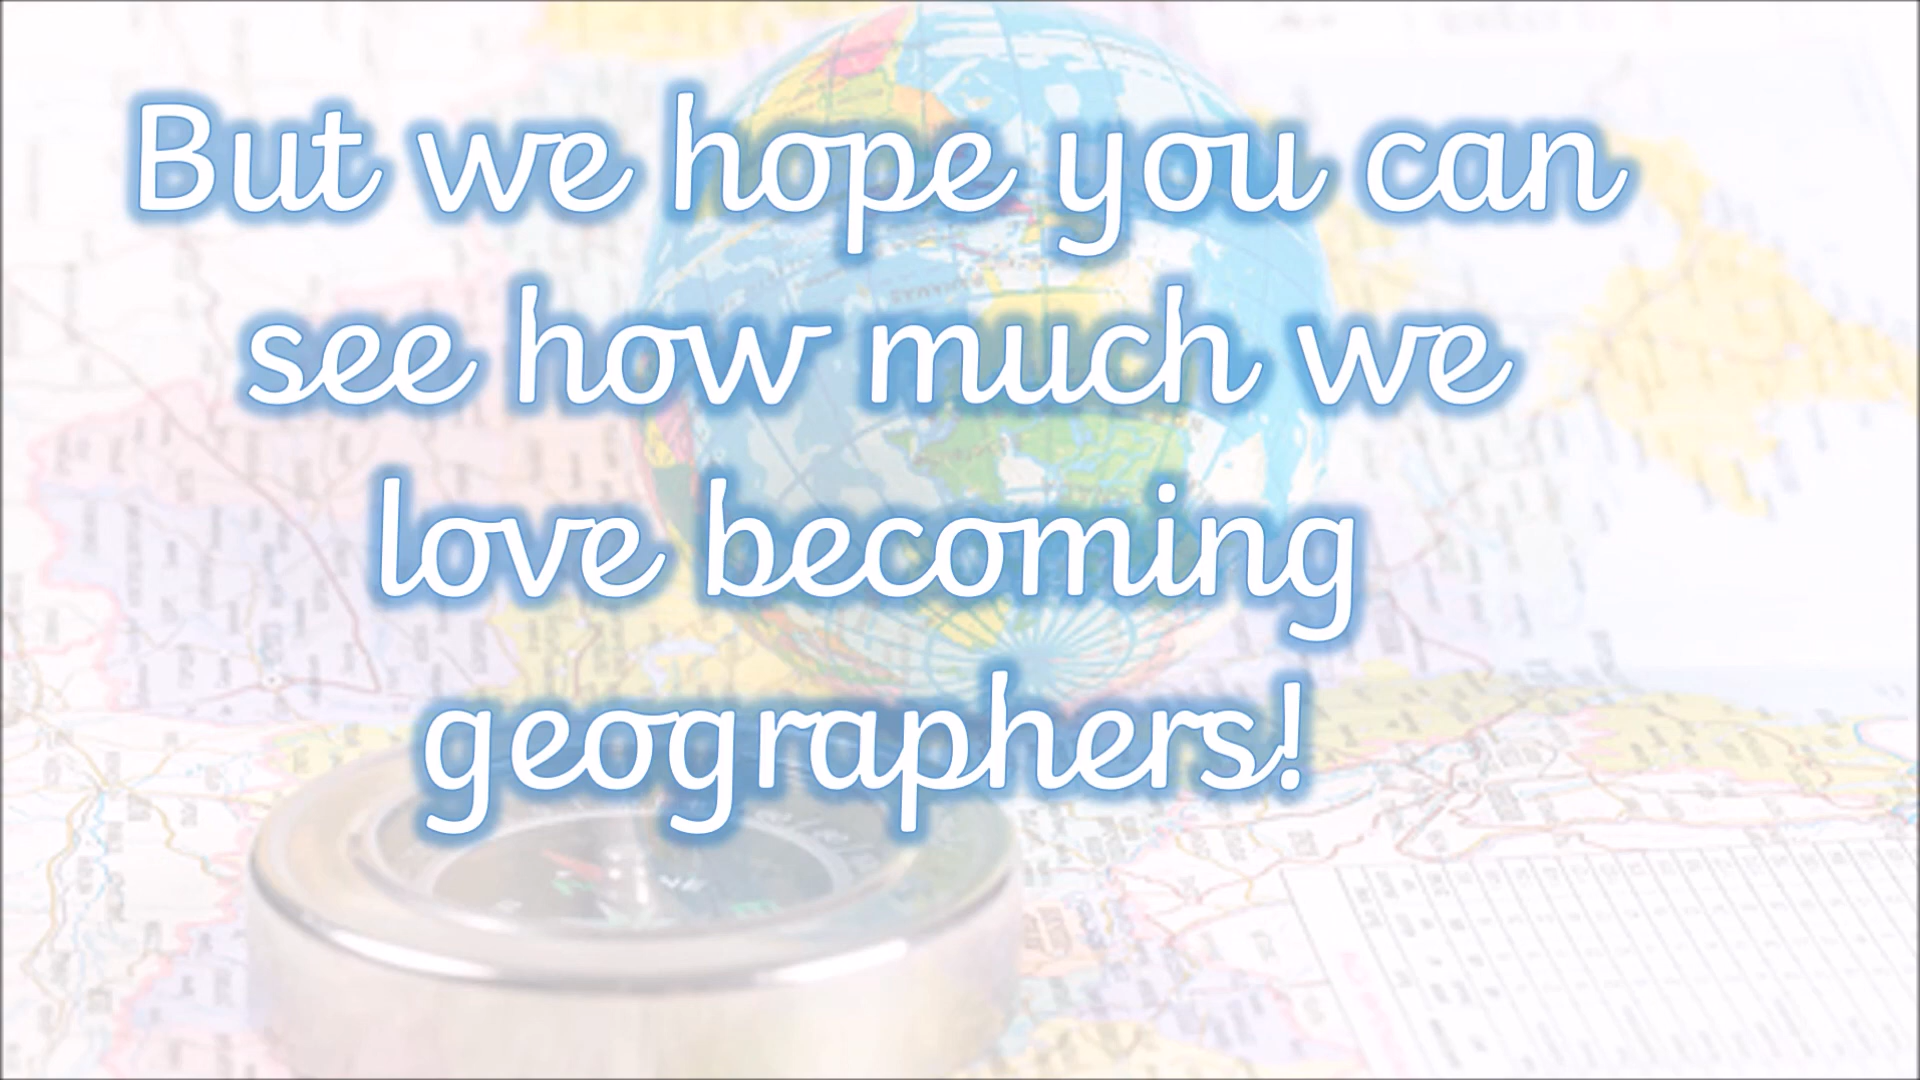 But we hope you can
see how much we
love becoming
geographers!